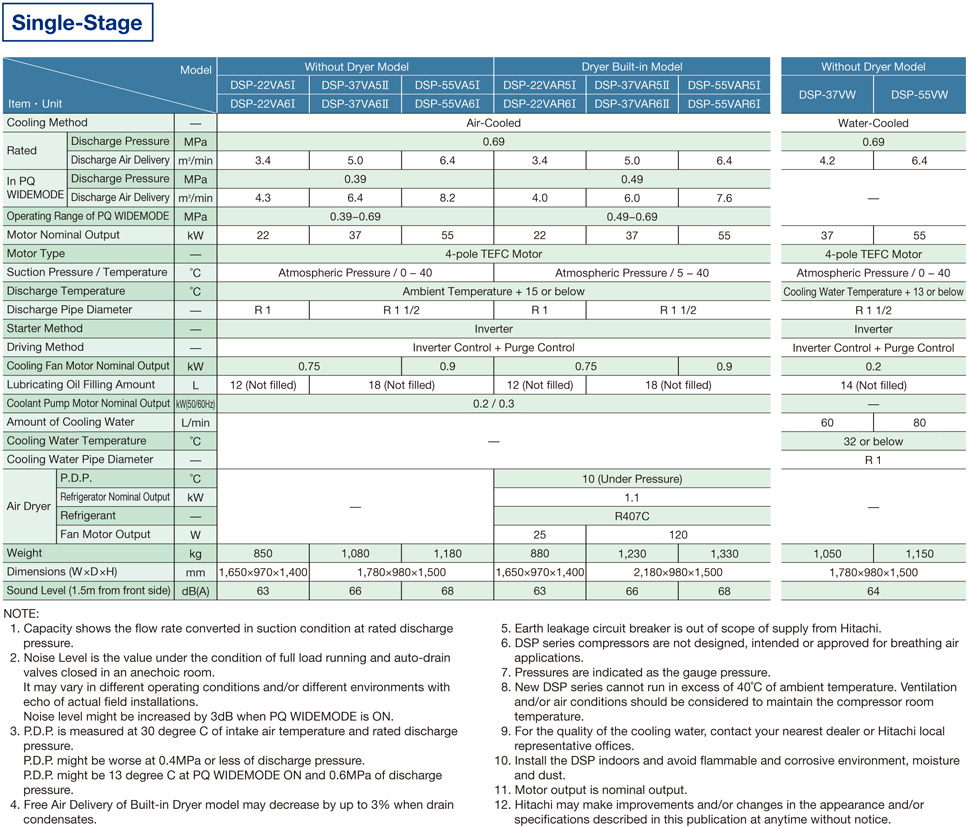 Single-Stage
Model Without Dryer Model Dryer Built-in Model Without Dryer Model
DSP-22VA5Ⅰ DSP-37VA5Ⅱ DSP-55VA5Ⅰ DSP-22VAR5Ⅰ DSP-37VAR5Ⅱ DSP-55VAR5Ⅰ DSP-37VW DSP-55VW
Item・Unit DSP-22VA6Ⅰ DSP-37VA6Ⅱ DSP-55VA6Ⅰ DSP-22VAR6Ⅰ DSP-37VAR6Ⅱ DSP-55VAR6Ⅰ
Cooling Method — Air-Cooled Water-Cooled
Rated Discharge Pressure MPa 0.69 0.69
Discharge Air Delivery m³/min 3.4 5.0 6.4 3.4 5.0 6.4 4.2 6.4
In PQ WIDEMODE Discharge Pressure MPa 0.39 0.49 —
Discharge Air Delivery m³/min 4.3 6.4 8.2 4.0 6.0 7.6
Operating Range of PQ WIDEMODE MPa 0.39–0.69 0.49–0.69
Motor Nominal Output kW 22 37 55 22 37 55 37 55
Motor Type — 4-pole TEFC Motor 4-pole TEFC Motor
Suction Pressure / Temperature °C Atmospheric Pressure / 0 – 40 Atmospheric Pressure / 5 – 40 Atmospheric Pressure / 0 – 40
Discharge Temperature °C Ambient Temperature + 15 or below Cooling Water Temperature + 13 or below
Discharge Pipe Diameter — R 1 R 1 1/2 R 1 R 1 1/2 R 1 1/2
Starter Method — Inverter Inverter
Driving Method — Inverter Control + Purge Control Inverter Control + Purge Control
Cooling Fan Motor Nominal Output kW 0.75 0.9 0.75 0.9 0.2
Lubricating Oil Filling Amount L 12 (Not filled) 18 (Not filled) 12 (Not filled) 18 (Not filled) 14 (Not filled)
Coolant Pump Motor Nominal Output kW(50/60Hz) 0.2 / 0.3 —
Amount of Cooling Water L/min — 60 80
Cooling Water Temperature °C 32 or below
Cooling Water Pipe Diameter — R 1
Air Dryer P.D.P. °C — 10 (Under Pressure) —
Refrigerator Nominal Output kW 1.1
Refrigerant — R407C
Fan Motor Output W 25 120
Weight kg 850 1,080 1,180 880 1,230 1,330 1,050 1,150
Dimensions (W×D×H) mm 1,650×970×1,400 1,780×980×1,500 1,650×970×1,400 2,180×980×1,500 1,780×980×1,500
Sound Level (1.5m from front side) dB(A) 63 66 68 63 66 68 64
NOTE:
1. Capacity shows the flow rate converted in suction condition at rated discharge
pressure.
2. Noise Level is the value under the condition of full load running and auto-drain
valves closed in an anechoic room.
It may vary in different operating conditions and/or different environments with
echo of actual field installations.
Noise level might be increased by 3dB when PQ WIDEMODE is ON.
3. P.D.P. is measured at 30 degree C of intake air temperature and rated discharge
pressure.
P.D.P. might be worse at 0.4MPa or less of discharge pressure.
P.D.P. might be 13 degree C at PQ WIDEMODE ON and 0.6MPa of discharge
pressure.
4. Free Air Delivery of Built-in Dryer model may decrease by up to 3% when drain
condensates.
5. Earth leakage circuit breaker is out of scope of supply from Hitachi.
6. DSP series compressors are not designed, intended or approved for breathing air
applications.
7. Pressures are indicated as the gauge pressure.
8. New DSP series cannot run in excess of 40°C of ambient temperature. Ventilation
and/or air conditions should be considered to maintain the compressor room
temperature.
9. For the quality of the cooling water, contact your nearest dealer or Hitachi local
representative offices.
10. Install the DSP indoors and avoid flammable and corrosive environment, moisture
and dust.
11. Motor output is nominal output.
12. Hitachi may make improvements and/or changes in the appearance and/or
specifications described in this publication at anytime without notice.